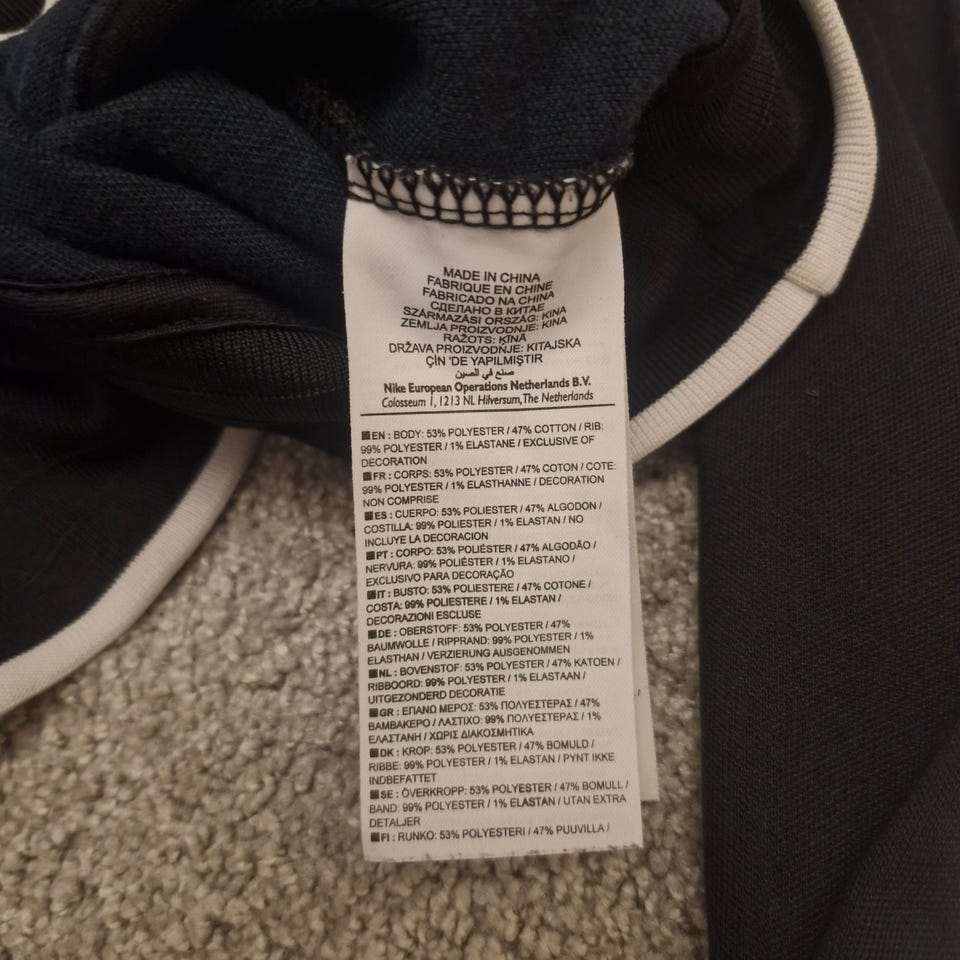 MADE IN CHINA
FABRIQUE EN CHINE
FABRICADO NA CHINA
СДЕЛАНО В КИТАЕ
SZÁRMAZÁSI ORSZÁG: KINA
ZEMLJA PROIZVODNJE: KINA
RAŽOTS: ĶĪNĀ
DRŽAVA PROIZVODNJE: KITAJSKA
ÇİN 'DE YAPILMIŞTIR
صنع في الصين
Nike European Operations Netherlands B.V.
Colosseum 1, 1213 NL Hilversum, The Netherlands
EN : BODY: 53% POLYESTER / 47% COTTON / RIB:
99% POLYESTER / 1% ELASTANE / EXCLUSIVE OF
DECORATION
FR : CORPS: 53% POLYESTER / 47% COTON / COTE:
99% POLYESTER / 1% ELASTHANNE / DECORATION
NON COMPRISE
ES : CUERPO: 53% POLIESTER / 47% ALGODON /
COSTILLA: 99% POLIESTER / 1% ELASTAN / NO
INCLUYE LA DECORACION
PT : CORPO: 53% POLIÉSTER / 47% ALGODÃO /
NERVURA: 99% POLIÉSTER / 1% ELASTANO /
EXCLUSIVO PARA DECORAÇÃO
IT : BUSTO: 53% POLIESTERE / 47% COTONE /
COSTA: 99% POLIESTERE / 1% ELASTAN /
DECORAZIONI ESCLUSE
DE : OBERSTOFF: 53% POLYESTER / 47%
BAUMWOLLE / RIPPRAND: 99% POLYESTER / 1%
ELASTHAN / VERZIERUNG AUSGENOMMEN
NL : BOVENSTOF: 53% POLYESTER / 47% KATOEN /
RIBBOORD: 99% POLYESTER / 1% ELASTAAN /
UITGEZONDERD DECORATIE
GR : ΕΠΑΝΩ ΜΕΡΟΣ: 53% ΠΟΛΥΕΣΤΕΡΑΣ / 47%
ΒΑΜΒΑΚΕΡΟ / ΛΑΣΤΙΧΟ: 99% ΠΟΛΥΕΣΤΕΡΑΣ / 1%
ΕΛΑΣΤΑΝΗ / ΧΩΡΙΣ ΔΙΑΚΟΣΜΗΤΙΚΑ
DK : KROP: 53% POLYESTER / 47% BOMULD /
RIBBE: 99% POLYESTER / 1% ELASTAN / PYNT IKKE
INDBEFATTET
SE : ÖVERKROPP: 53% POLYESTER / 47% BOMULL /
BAND: 99% POLYESTER / 1% ELASTAN / UTAN EXTRA
DETALJER
FI : RUNKO: 53% POLYESTERI / 47% PUUVILLA /